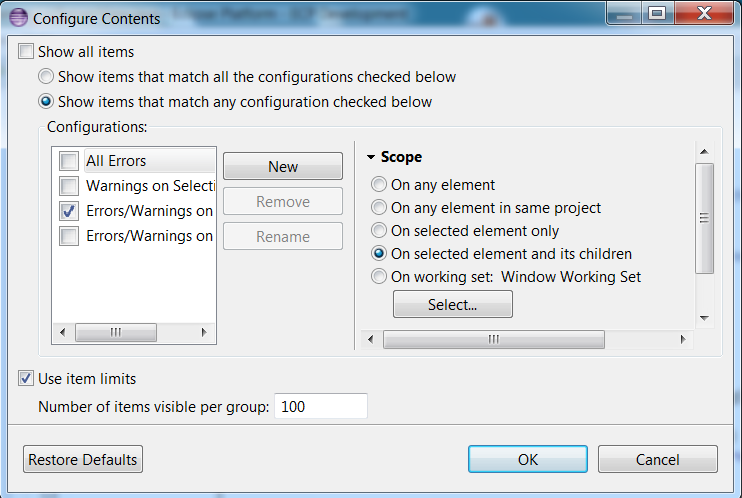 Configure Contents
Show all items
Show items that match all the configurations checked below
Show items that match any configuration checked below
Configurations:
All Errors
Warnings on Selecti
Errors/Warnings on
Errors/Warnings on
New
Remove
Rename
Scope
On any element
On any element in same project
On selected element only
On selected element and its children
On working set: Window Working Set
Select...
Use item limits
Number of items visible per group: 100
Restore Defaults
OK
Cancel